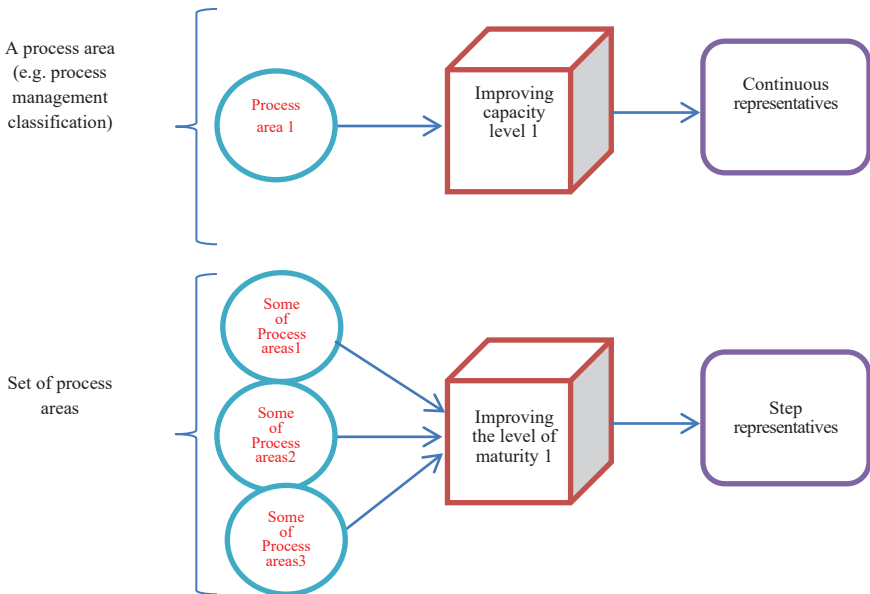 A process area
(e.g. process
management
classification)
Process
area 1
Improving
capacity
level 1
Continuous
representatives
Set of process
areas
Some
of
Process
areas1
Some
of
Process
areas2
Some
of
Process
areas3
Improving
the level of
maturity 1
Step
representatives